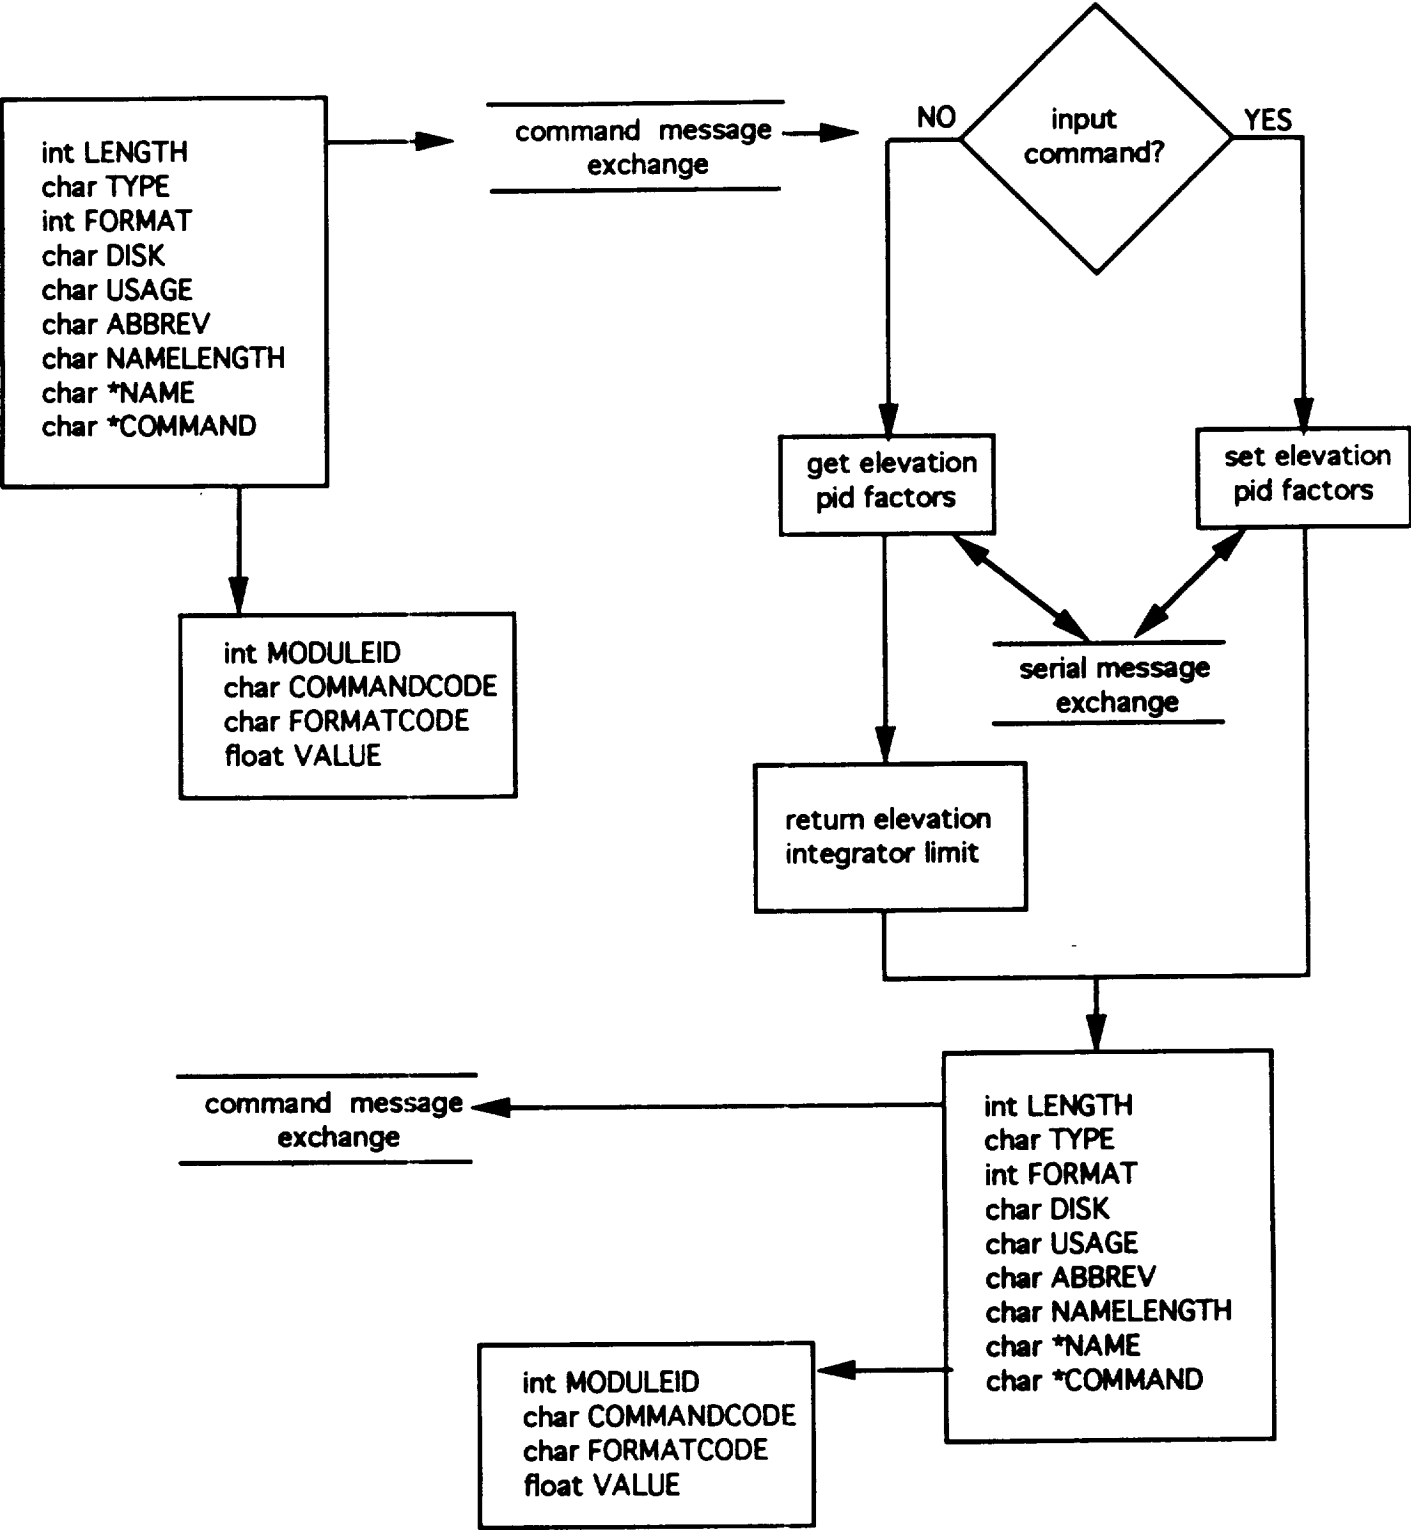 int LENGTH
char TYPE
int FORMAT
char DISK
char USAGE
char ABBREV
char NAMELENGTH
char *NAME
char *COMMAND
command message
exchange
NO
input
command?
YES
get elevation
pid factors
set elevation
pid factors
int MODULEID
char COMMANDCODE
char FORMATCODE
float VALUE
serial message
exchange
return elevation
integrator limit
command message
exchange
int LENGTH
char TYPE
int FORMAT
char DISK
char USAGE
char ABBREV
char NAMELENGTH
char *NAME
char *COMMAND
int MODULEID
char COMMANDCODE
char FORMATCODE
float VALUE